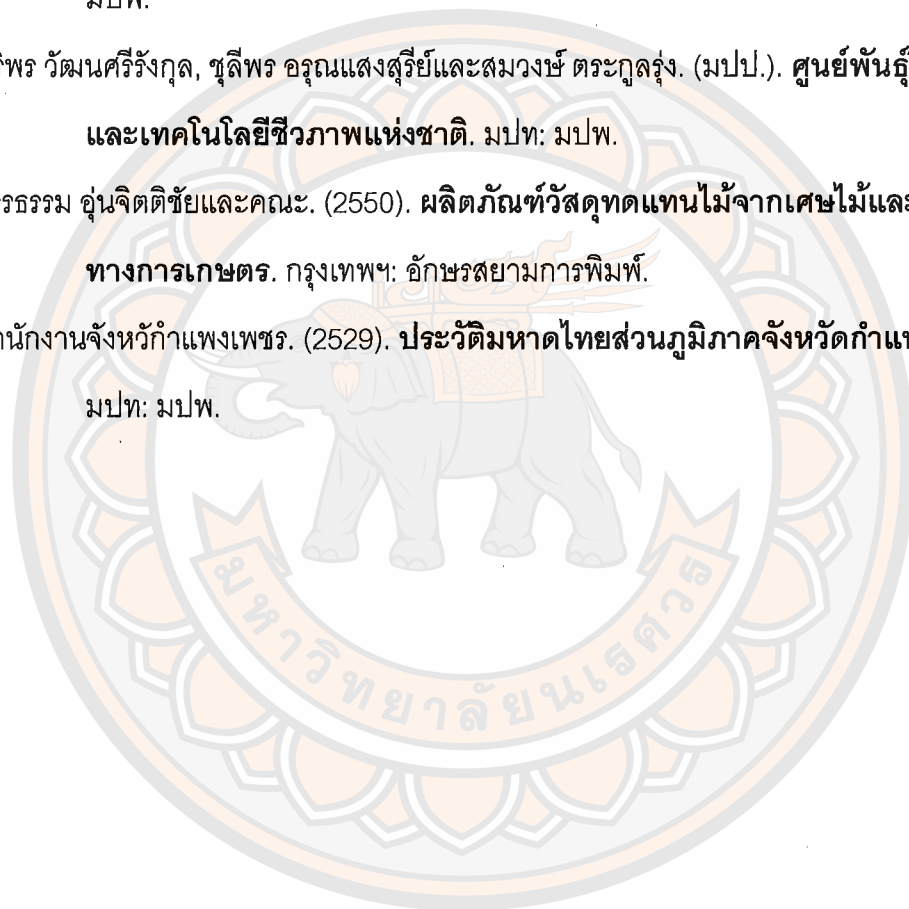 มปพ.
พร วัฒนศรีรังกุล, ชุลีพร อรุณแสงสุรีย์และสมวงษ์ ตระกูลรุ่ง. (มปป.). ศูนย์พันธุ์
และเทคโนโลยีชีวภาพแห่งชาติ. มปท: มปพ.
รธรรม อุ่นจิตติชัยและคณะ. (2550). ผลิตภัณฑ์วัสดุทดแทนไม้จากเศษไม้และ
ทางการเกษตร. กรุงเทพฯ: อักษรสยามการพิมพ์.
นักงานจังหวักำแพงเพชร. (2529). ประวัติมหาดไทยส่วนภูมิภาคจังหวัดกำแพ
มปท: มปพ.
มหาวิทยาลัยนเรศวร